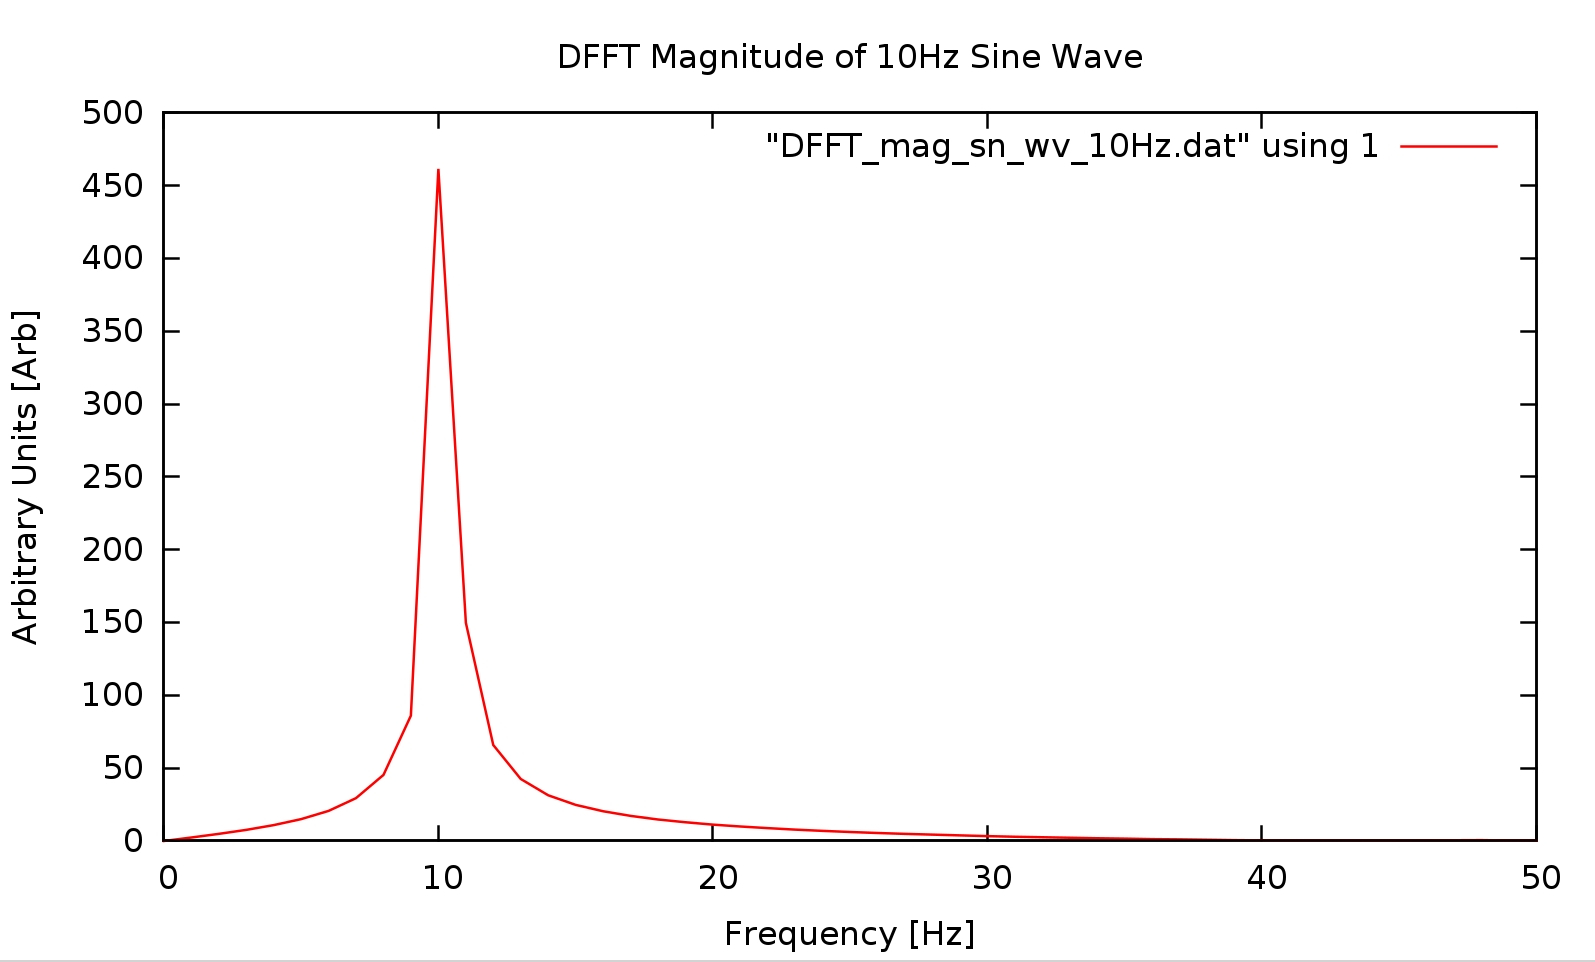 DFFT Magnitude of 10Hz Sine Wave
"DFFT_mag_sn_wv_10Hz.dat" using 1
500
450
400
350
300
250
200
150
100
50
0
Arbitrary Units [Arb]
0 10 20 30 40 50
Frequency [Hz]